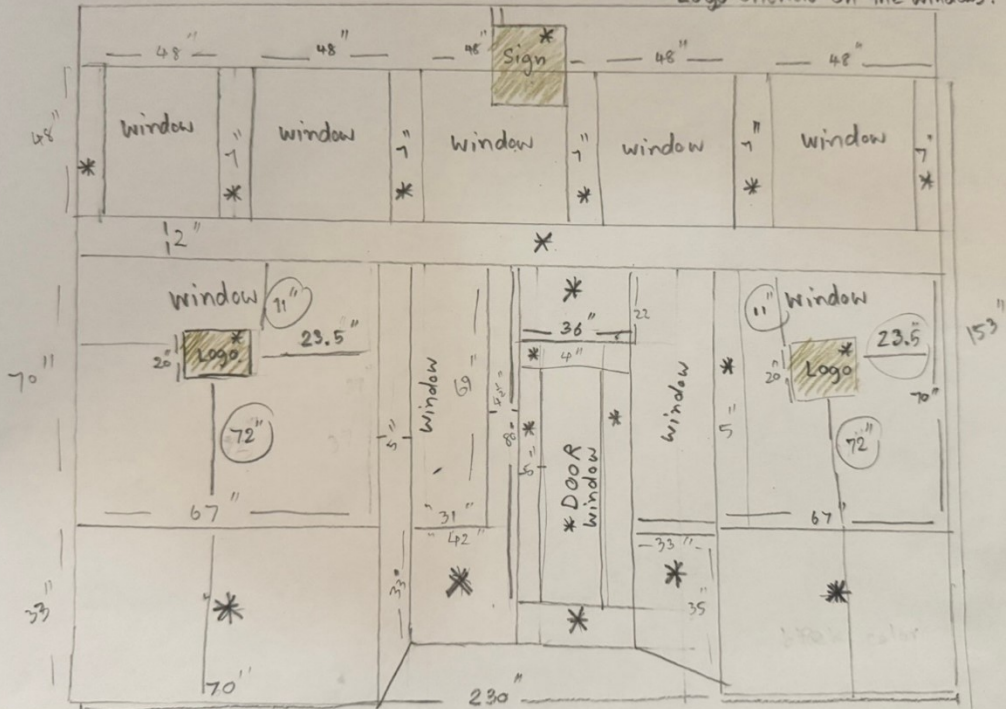 48" 48" 48" Sign 48" 48"
48" window 7" window 7" window 7" window 7" window 7"
12"
window 11" 11" window
36" 22
20" Logo 23.5" 4" 20" Logo 23.5"
153"
70" window 69" window 70"
72" 5" 5" DOOR window 5" 72"
67" 31" 67"
42" 33"
33" 33" 35
70"
230"